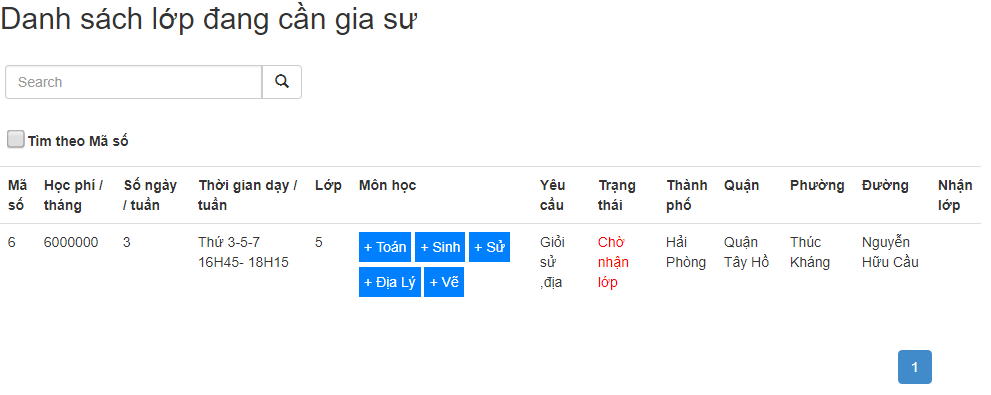 Danh sách lớp đang cần gia sư
Search
Tìm theo Mã số
Mã số Học phí / tháng Số ngày / tuần Thời gian dạy / tuần Lớp Môn học Yêu cầu Trạng thái Thành phố Quận Phường Đường Nhận lớp
6 6000000 3 Thứ 3-5-7 16H45- 18H15 5 + Toán + Sinh + Sử + Địa Lý + Vẽ Giỏi sử ,địa Chờ nhận lớp Hải Phòng Quận Tây Hồ Thúc Kháng Nguyễn Hữu Cầu
1